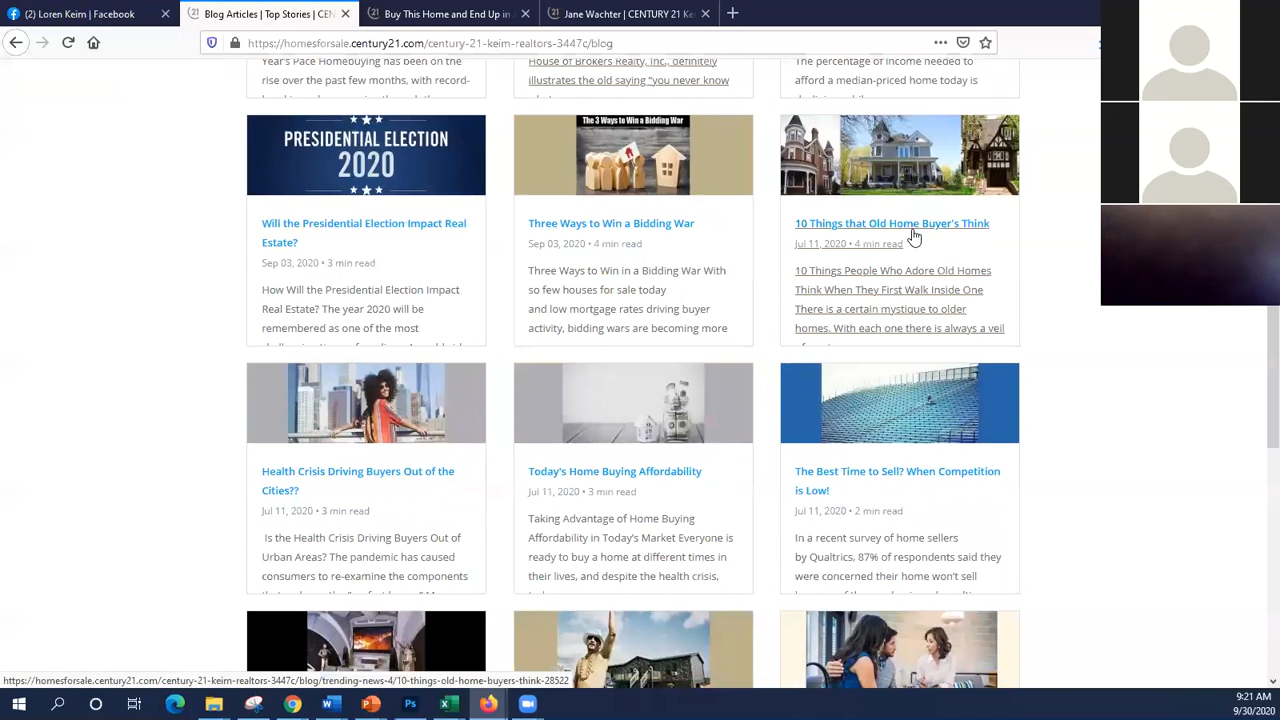 (2) Loren Keim | Facebook
Blog Articles | Top Stories | CEN
Buy This Home and End Up in
Jane Wachter | CENTURY 21 Ke
https://homesforsale.century21.com/century-21-keim-realtors-3447c/blog
Year's Pace Homebuying has been on the
rise over the past few months, with record-
House of Brokers Realty, Inc., definitely
illustrates the old saying "you never know
The percentage of income needed to
afford a median-priced home today is
PRESIDENTIAL ELECTION
2020
Will the Presidential Election Impact Real
Estate?
Sep 03, 2020 • 3 min read
How Will the Presidential Election Impact
Real Estate? The year 2020 will be
remembered as one of the most
The 3 Ways to Win a Bidding War
Three Ways to Win a Bidding War
Sep 03, 2020 • 4 min read
Three Ways to Win in a Bidding War With
so few houses for sale today
and low mortgage rates driving buyer
activity, bidding wars are becoming more
10 Things that Old Home Buyer's Think
Jul 11, 2020 • 4 min read
10 Things People Who Adore Old Homes
Think When They First Walk Inside One
There is a certain mystique to older
homes. With each one there is always a veil
Health Crisis Driving Buyers Out of the
Cities??
Jul 11, 2020 • 3 min read
Is the Health Crisis Driving Buyers Out of
Urban Areas? The pandemic has caused
consumers to re-examine the components
Today's Home Buying Affordability
Jul 11, 2020 • 3 min read
Taking Advantage of Home Buying
Affordability in Today's Market Everyone is
ready to buy a home at different times in
their lives, and despite the health crisis,
The Best Time to Sell? When Competition
is Low!
Jul 11, 2020 • 2 min read
In a recent survey of home sellers
by Qualtrics, 87% of respondents said they
were concerned their home won't sell
https://homesforsale.century21.com/century-21-keim-realtors-3447c/blog/trending-news-4/10-things-old-home-buyers-think-28522
9:21 AM
9/30/2020